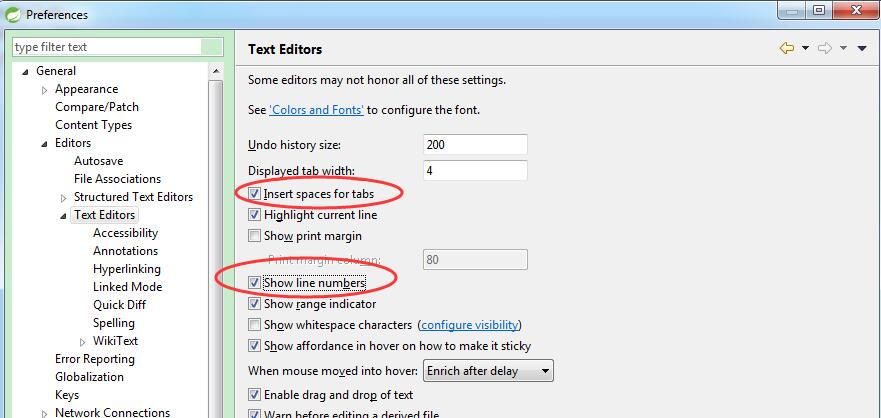 Preferences
type filter text
General
Appearance
Compare/Patch
Content Types
Editors
Autosave
File Associations
Structured Text Editors
Text Editors
Accessibility
Annotations
Hyperlinking
Linked Mode
Quick Diff
Spelling
WikiText
Error Reporting
Globalization
Keys
Network Connections
Text Editors
Some editors may not honor all of these settings.
See 'Colors and Fonts' to configure the font.
Undo history size: 200
Displayed tab width: 4
Insert spaces for tabs
Highlight current line
Show print margin
Print margin column: 80
Show line numbers
Show range indicator
Show whitespace characters (configure visibility)
Show affordance in hover on how to make it sticky
When mouse moved into hover: Enrich after delay
Enable drag and drop of text
Warn before editing a derived file